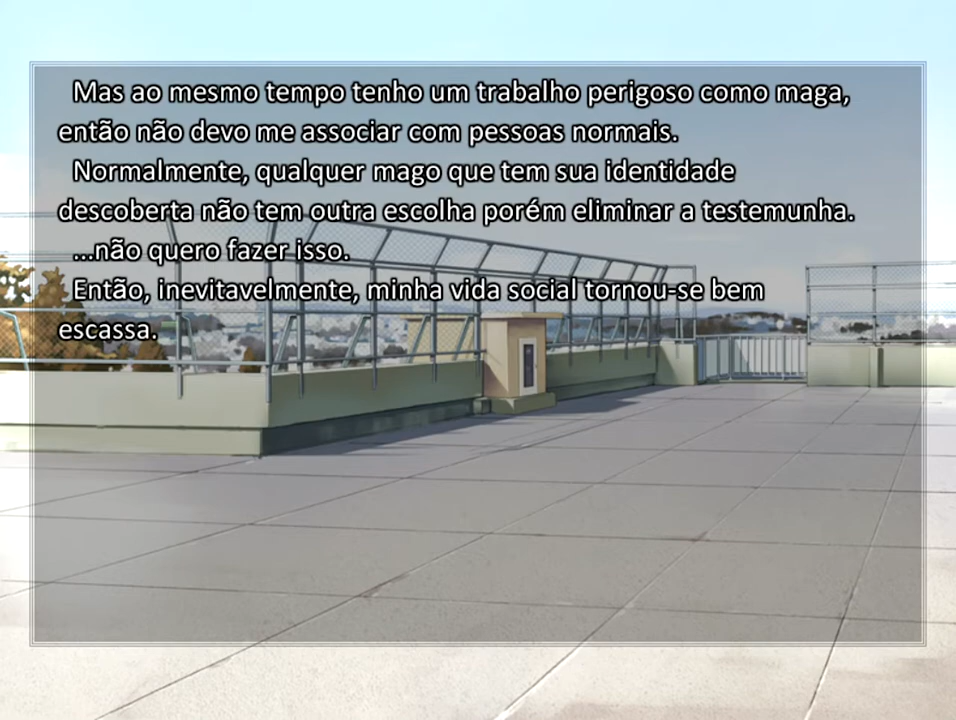 Mas ao mesmo tempo tenho um trabalho perigoso como maga,
então não devo me associar com pessoas normais.
Normalmente, qualquer mago que tem sua identidade
descoberta não tem outra escolha porém eliminar a testemunha.
...não quero fazer isso.
Então, inevitavelmente, minha vida social tornou-se bem
escassa.